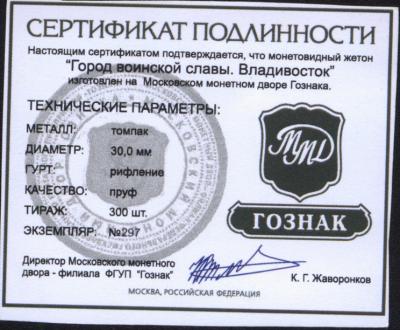 СЕРТИФИКАТ ПОДЛИННОСТИ
Настоящим сертификатом подтверждается, что монетовидный жетон
"Город воинской славы. Владивосток"
изготовлен на Московском монетном дворе Гознака.
ТЕХНИЧЕСКИЕ ПАРАМЕТРЫ:
МЕТАЛЛ: томпак
ДИАМЕТР: 30,0 мм
ГУРТ: рифление
КАЧЕСТВО: пруф
ТИРАЖ: 300 шт.
ЭКЗЕМПЛЯР: №297
ММД
ГОЗНАК
Директор Московского монетного
двора - филиала ФГУП "Гознак"
К. Г. Жаворонков
МОСКВА, РОССИЙСКАЯ ФЕДЕРАЦИЯ